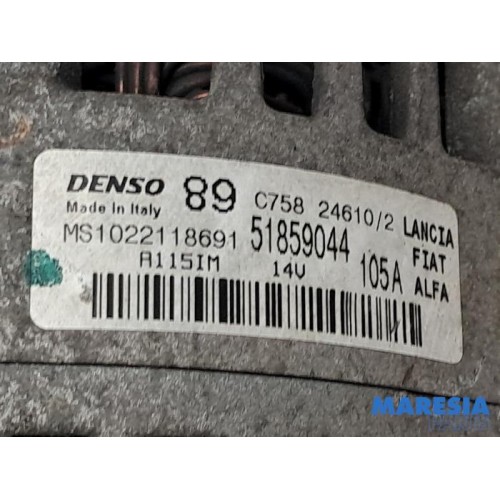 DENSO 89 C758 24610/2 LANCIA
Made In Italy FIAT
MS1022118691 51859044 105A ALFA
A115IM 14V
MARESIA